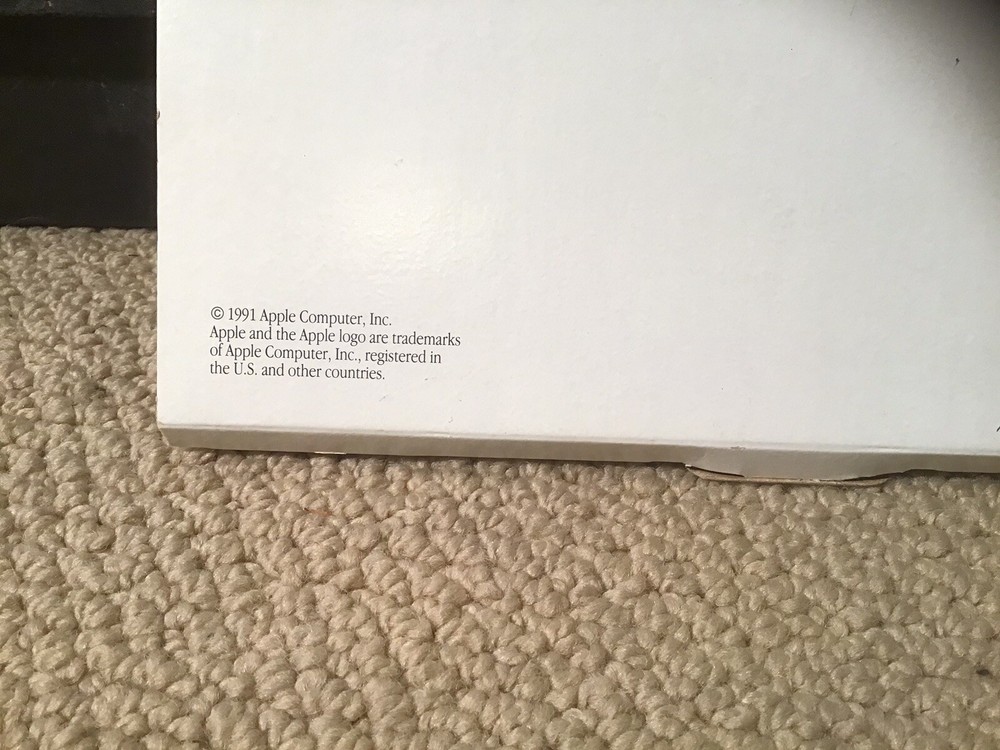 © 1991 Apple Computer, Inc.
Apple and the Apple logo are trademarks
of Apple Computer, Inc., registered in
the U.S. and other countries.